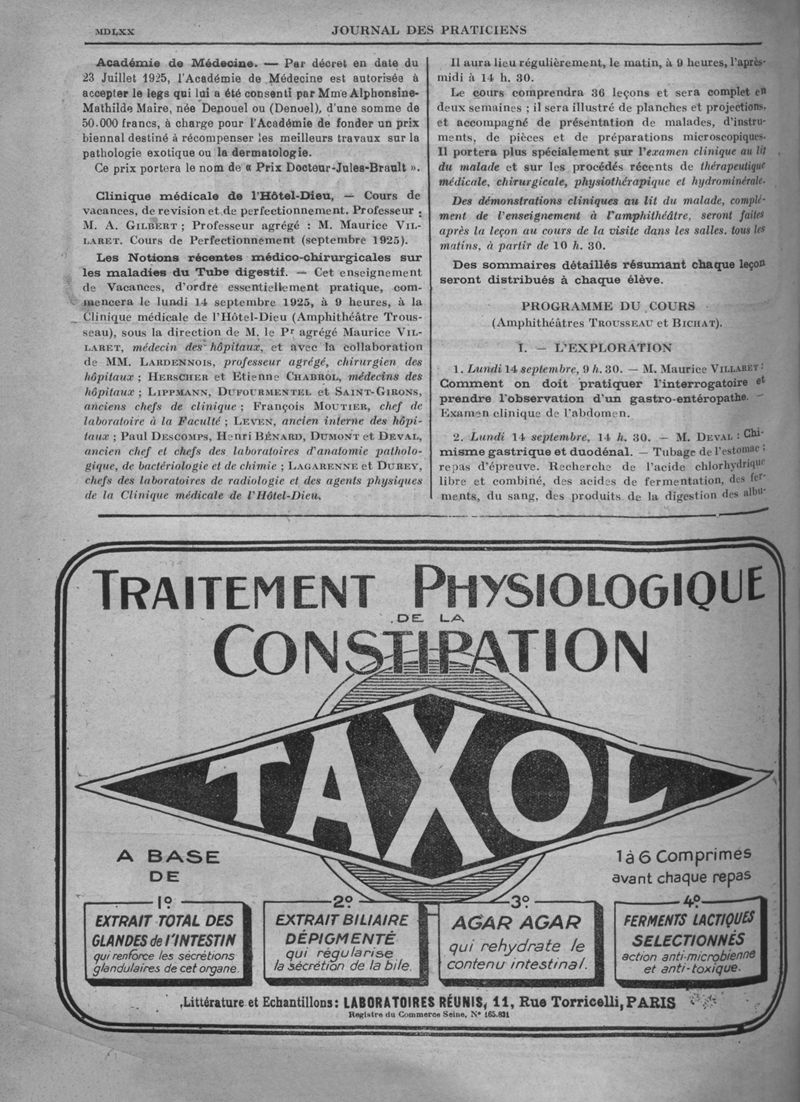 MDLXX
JOURNAL DES PRATICIENS
Académie de Médecine. — Par décret en date du
23 Juillet 1925, l'Académie de Médecine est autorisée à
accepter le legs qui lui a été consenti par Mme Alphonsine-
Mathilde Maire, née Depouel ou (Denoel), d'une somme de
50.000 francs, à charge pour l'Académie de fonder un prix
biennal destiné à récompenser les meilleurs travaux sur la
pathologie exotique ou la dermatologie.
Ce prix portera le nom de « Prix Docteur-Jules-Brault ».
Clinique médicale de l'Hôtel-Dieu, — Cours de
vacances, de revision et de perfectionnement. Professeur :
M. A. GILBERT ; Professeur agrégé : M. Maurice VIL-
LARET. Cours de Perfectionnement (septembre 1925).
Les Notions récentes médico-chirurgicales sur
les maladies du Tube digestif. — Cet enseignement
de Vacances, d'ordre essentiellement pratique, com-
mencera le lundi 14 septembre 1925, à 9 heures, à la
Clinique médicale de l'Hôtel-Dieu (Amphithéâtre Trous-
seau), sous la direction de M. le Pr agrégé Maurice VIL-
LARET, médecin des hôpitaux, et avec la collaboration
de MM. LARDENNOIS, professeur agrégé, chirurgien des
hôpitaux ; HERSCHER et Etienne CHABROL, médecins des
hôpitaux ; LIPPMANN, DUFOURMENTEL et SAINT-GIRONS,
anciens chefs de clinique ; François MOUTIER, chef de
laboratoire à la Faculté ; LEVEN, ancien interne des hôpi-
taux ; Paul DESCOMPS, Henri BÉNARD, DUMONT et DEVAL,
ancien chef et chefs des laboratoires d'anatomie patholo-
gique, de bactériologie et de chimie ; LAGARENNE et DUREY,
chefs des laboratoires de radiologie et des agents physiques
de la Clinique médicale de l'Hôtel-Dieu.
Il aura lieu régulièrement, le matin, à 9 heures, l'après-
midi à 14 h. 30.
Le cours comprendra 36 leçons et sera complet en
deux semaines ; il sera illustré de planches et projections,
et accompagné de présentation de malades, d'instru-
ments, de pièces et de préparations microscopiques.
Il portera plus spécialement sur l'examen clinique au lit
du malade et sur les procédés récents de thérapeutique
médicale, chirurgicale, physiothérapique et hydrominérale.
Des démonstrations cliniques au lit du malade, complé-
ment de l'enseignement à l'amphithéâtre, seront faites
après la leçon au cours de la visite dans les salles, tous les
matins, à partir de 10 h. 30.
Des sommaires détaillés résumant chaque leçon
seront distribués à chaque élève.
PROGRAMME DU COURS
(Amphithéâtres TROUSSEAU et BICHAT).
I. — L'EXPLORATION
1. Lundi 14 septembre, 9 h. 30. — M. Maurice VILLARET :
Comment on doit pratiquer l'interrogatoire et
prendre l'observation d'un gastro-entéropathe. —
Examen clinique de l'abdomen.
2. Lundi 14 septembre, 14 h. 30. — M. DEVAL : Chi-
misme gastrique et duodénal. — Tubage de l'estomac ;
repas d'épreuve. Recherche de l'acide chlorhydrique
libre et combiné, des acides de fermentation, des fer-
ments, du sang, des produits de la digestion des albu-
TRAITEMENT PHYSIOLOGIQUE
DE LA
CONSTIPATION
TAXOL
A BASE
DE
1 à 6 Comprimés
avant chaque repas
1º
EXTRAIT TOTAL DES
GLANDES de l'INTESTIN
qui renforce les sécrétions
glandulaires de cet organe
2º
EXTRAIT BILIAIRE
DÉPIGMENTÉ
qui régularise
la sécrétion de la bile.
3º
AGAR AGAR
qui rehydrate le
contenu intestinal.
4º
FERMENTS LACTIQUES
SELECTIONNÉS
action anti-microbienne
et anti-toxique.
Littérature et Echantillons: LABORATOIRES RÉUNIS, 11, Rue Torricelli, PARIS
Registre du Commerce Seine, Nº 165.831